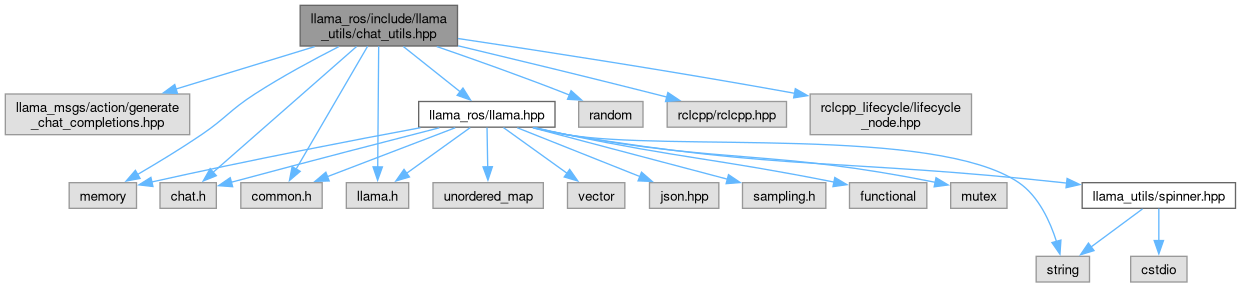 llama_ros/include/llama
_utils/chat_utils.hpp
llama_msgs/action/generate
_chat_completions.hpp
llama_ros/llama.hpp
random
rclcpp/rclcpp.hpp
rclcpp_lifecycle/lifecycle
_node.hpp
memory
chat.h
common.h
llama.h
unordered_map
vector
json.hpp
sampling.h
functional
mutex
llama_utils/spinner.hpp
string
cstdio